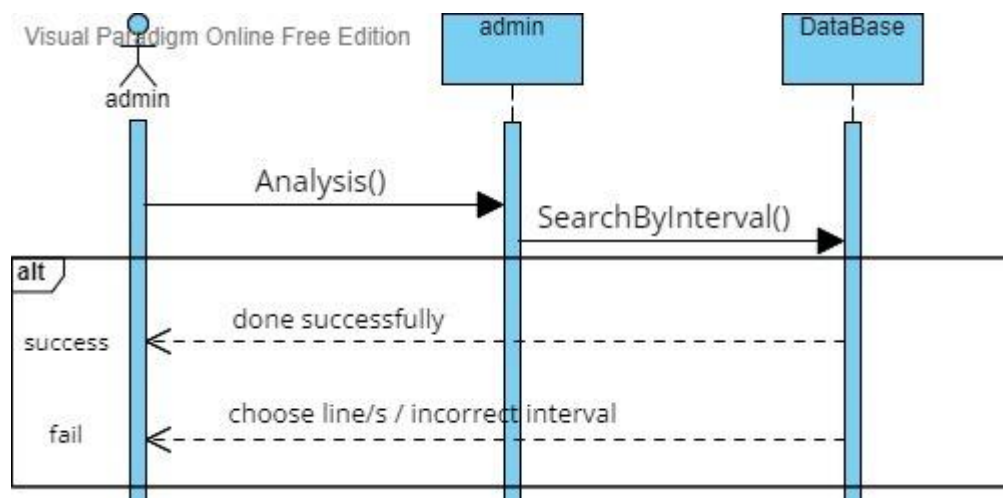 Visual Paradigm Online Free Edition
admin
admin
DataBase
Analysis()
SearchByInterval()
alt
success
done successfully
fail
choose line/s / incorrect interval